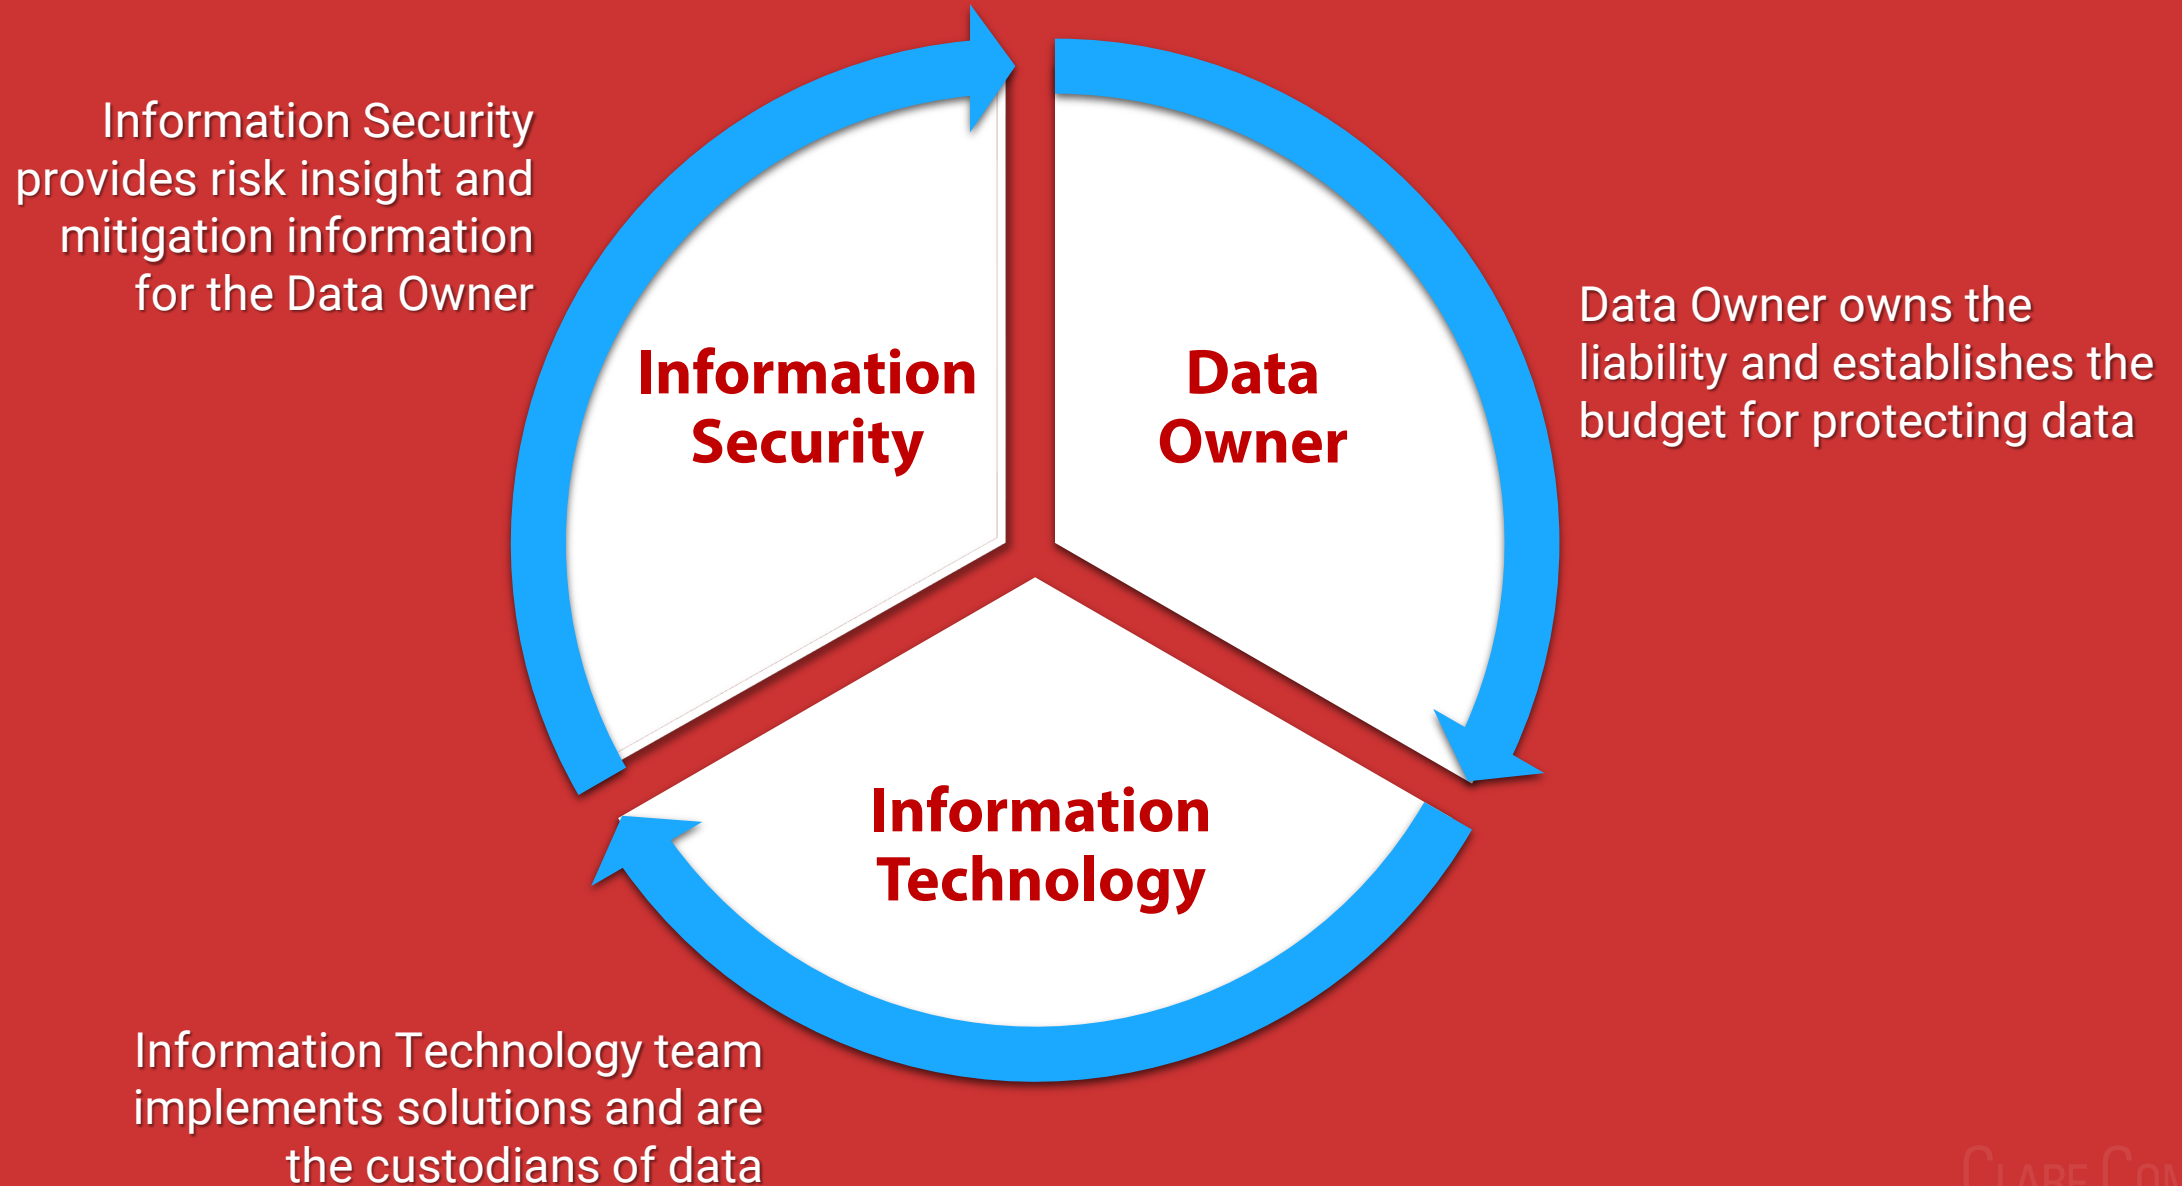 Information Security
provides risk insight and
mitigation information
for the Data Owner
Information
Security
Data
Owner
Data Owner owns the
liability and establishes the
budget for protecting data
Information
Technology
Information Technology team
implements solutions and are
the custodians of data